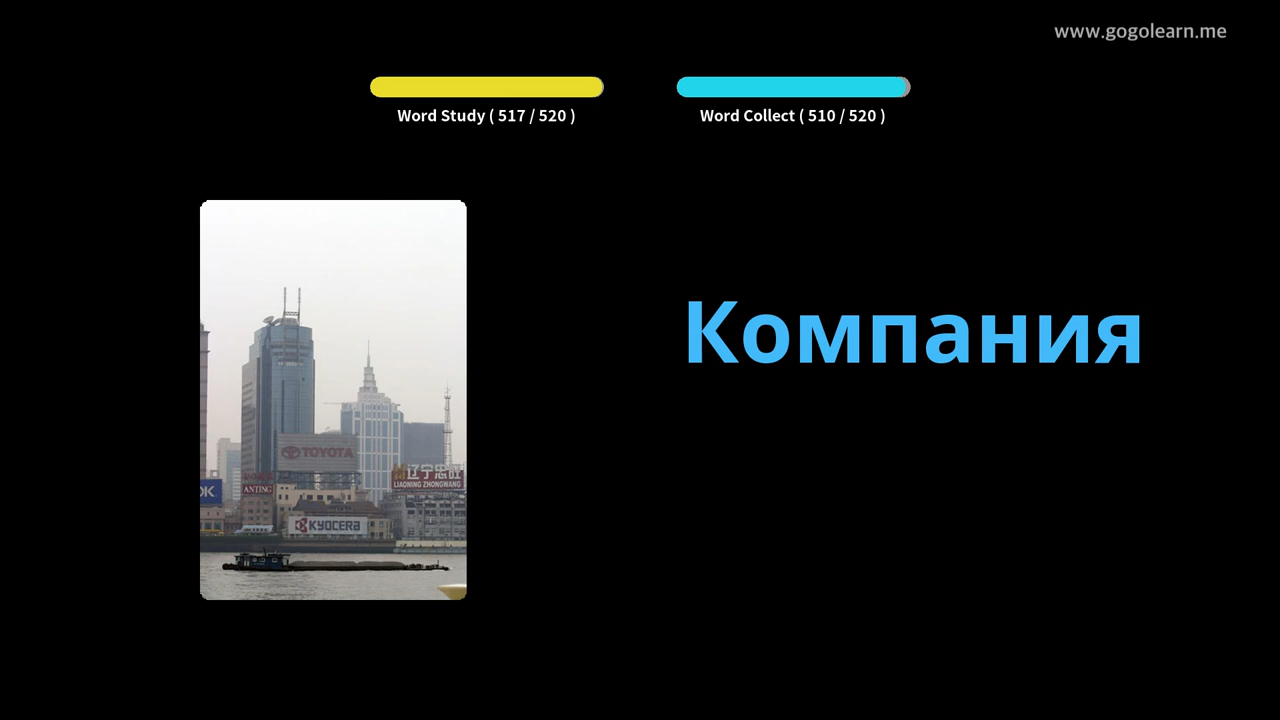 www.gogolearn.me
Word Study ( 517 / 520 )
Word Collect ( 510 / 520 )
Компания
TOYOTA
辽宁忠旺
LIAONING ZHONGWANG
ANTING
KYOCERA